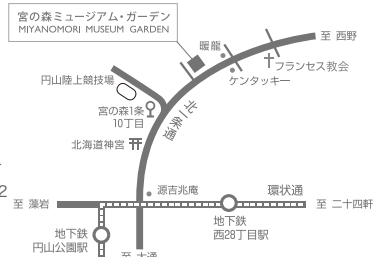 宮の森ミュージアム・ガーデン
MIYANOMORI MUSEUM GARDEN
至 西野
暖龍
フランセス教会
ケンタッキー
円山陸上競技場
宮の森1条
10丁目
北一条通
北海道神宮
源吉兆庵
環状通
至 藻岩
至 二十四軒
地下鉄
西28丁目駅
地下鉄
円山公園駅
至 大通